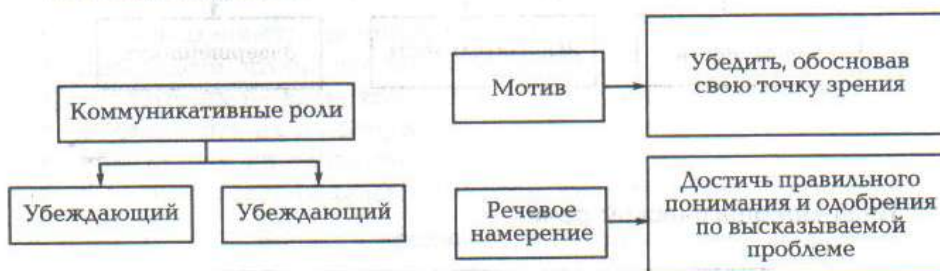 Коммуникативные роли
Убеждающий
Убеждающий
Мотив
Убедить, обосновав
свою точку зрения
Речевое
намерение
Достичь правильного
понимания и одобрения
по высказываемой
проблеме